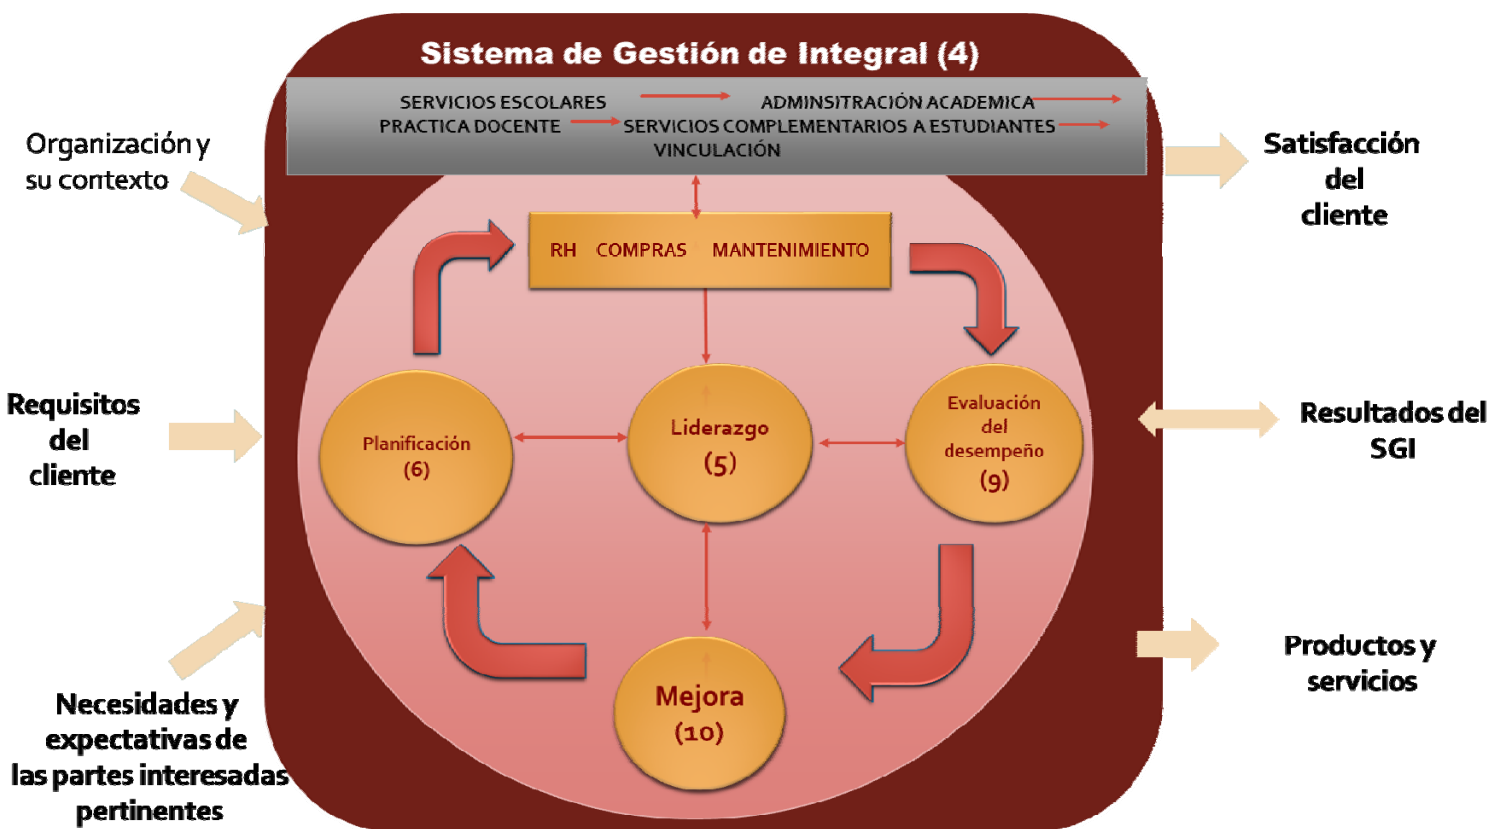 Sistema de Gestión de Integral (4)
SERVICIOS ESCOLARES ADMINSITRACIÓN ACADEMICA
PRACTICA DOCENTE SERVICIOS COMPLEMENTARIOS A ESTUDIANTES
VINCULACIÓN
Organización y
su contexto
Requisitos
del
cliente
Necesidades y
expectativas de
las partes interesadas
pertinentes
RH COMPRAS MANTENIMIENTO
Planificación
(6)
Liderazgo
(5)
Evaluación
del
desempeño
(9)
Mejora
(10)
Satisfacción
del
cliente
Resultados del
SGI
Productos y
servicios